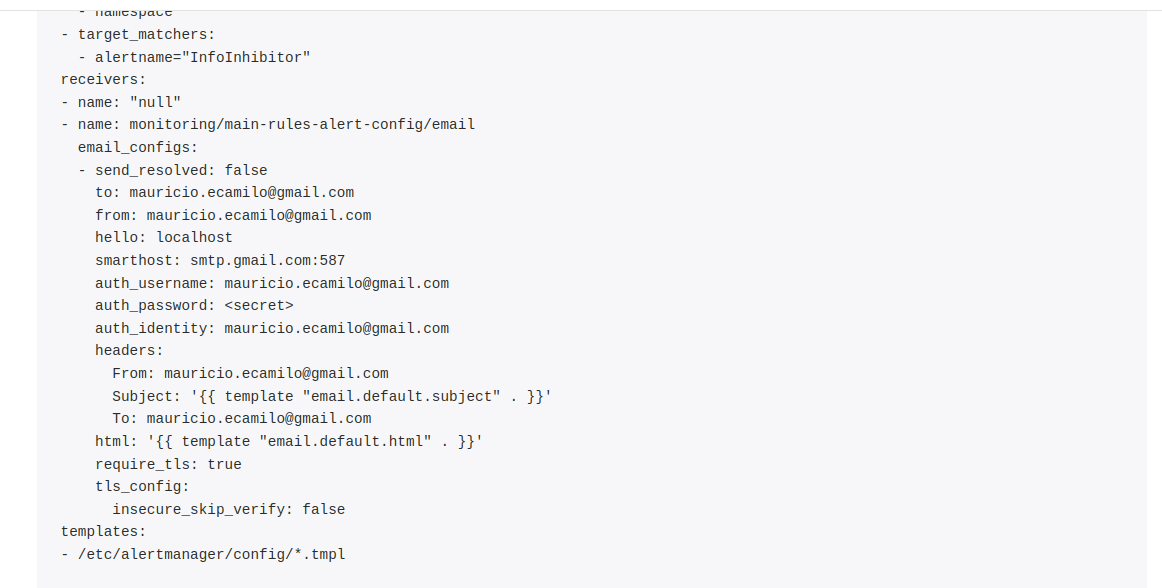 - namespace
- target_matchers:
- alertname="InfoInhibitor"
receivers:
- name: "null"
- name: monitoring/main-rules-alert-config/email
email_configs:
- send_resolved: false
to: mauricio.ecamilo@gmail.com
from: mauricio.ecamilo@gmail.com
hello: localhost
smarthost: smtp.gmail.com:587
auth_username: mauricio.ecamilo@gmail.com
auth_password: <secret>
auth_identity: mauricio.ecamilo@gmail.com
headers:
From: mauricio.ecamilo@gmail.com
Subject: '{{ template "email.default.subject" . }}'
To: mauricio.ecamilo@gmail.com
html: '{{ template "email.default.html" . }}'
require_tls: true
tls_config:
insecure_skip_verify: false
templates:
- /etc/alertmanager/config/*.tmpl